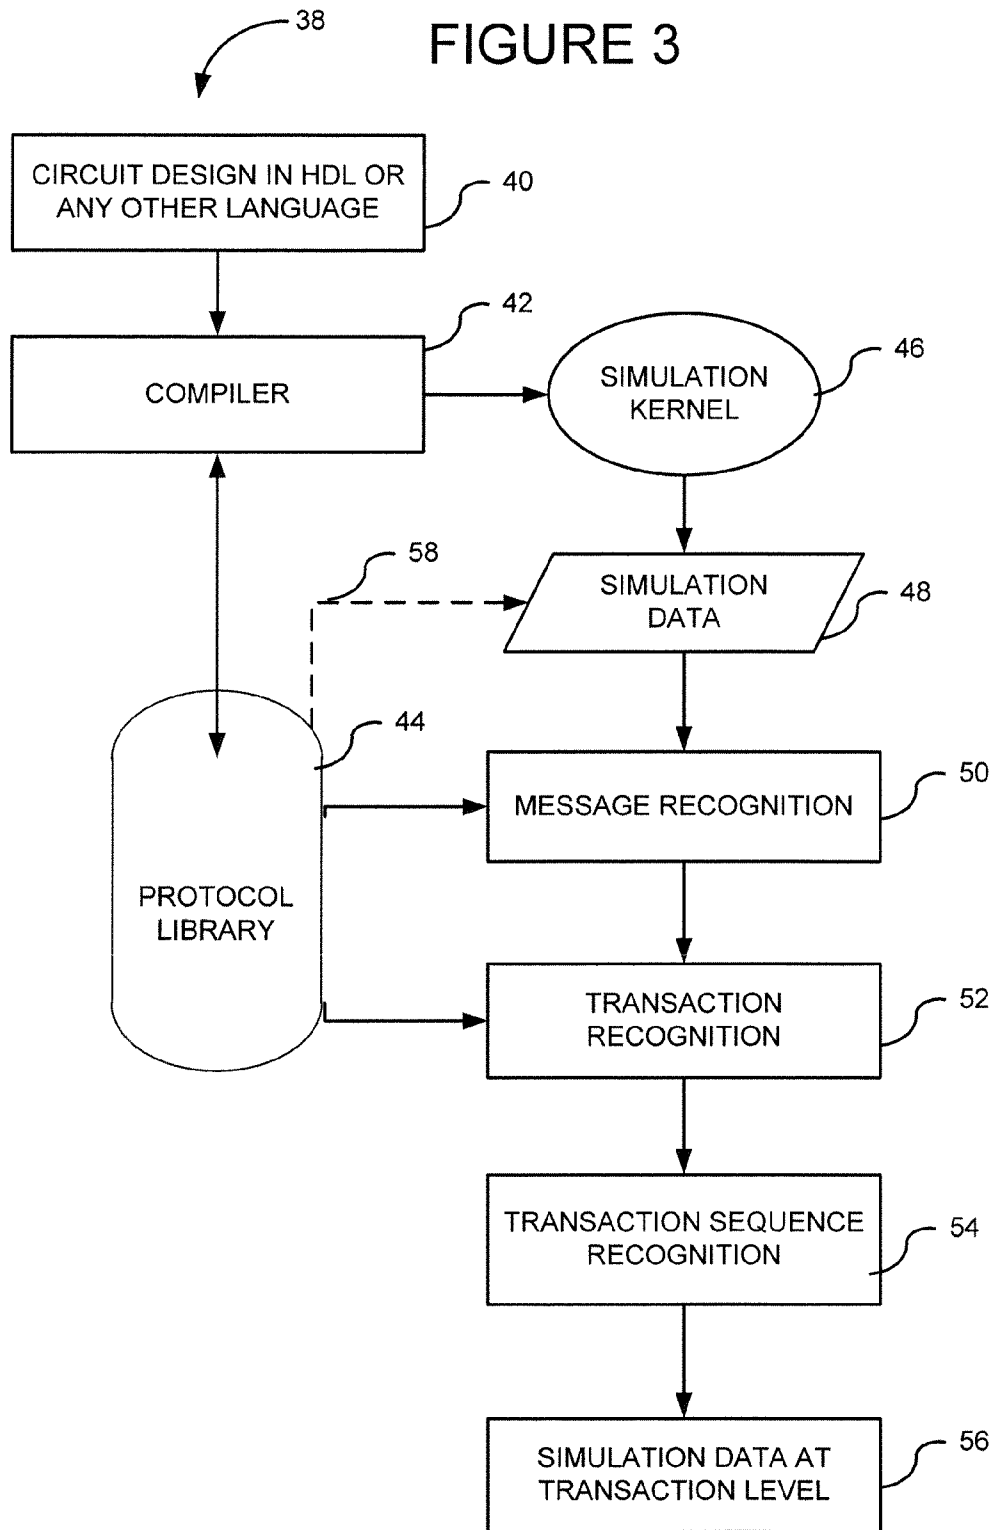 38
FIGURE 3
CIRCUIT DESIGN IN HDL OR
ANY OTHER LANGUAGE
40
42
COMPILER
SIMULATION
KERNEL
46
58
SIMULATION
DATA
48
44
MESSAGE RECOGNITION
50
PROTOCOL
LIBRARY
TRANSACTION
RECOGNITION
52
TRANSACTION SEQUENCE
RECOGNITION
54
SIMULATION DATA AT
TRANSACTION LEVEL
56